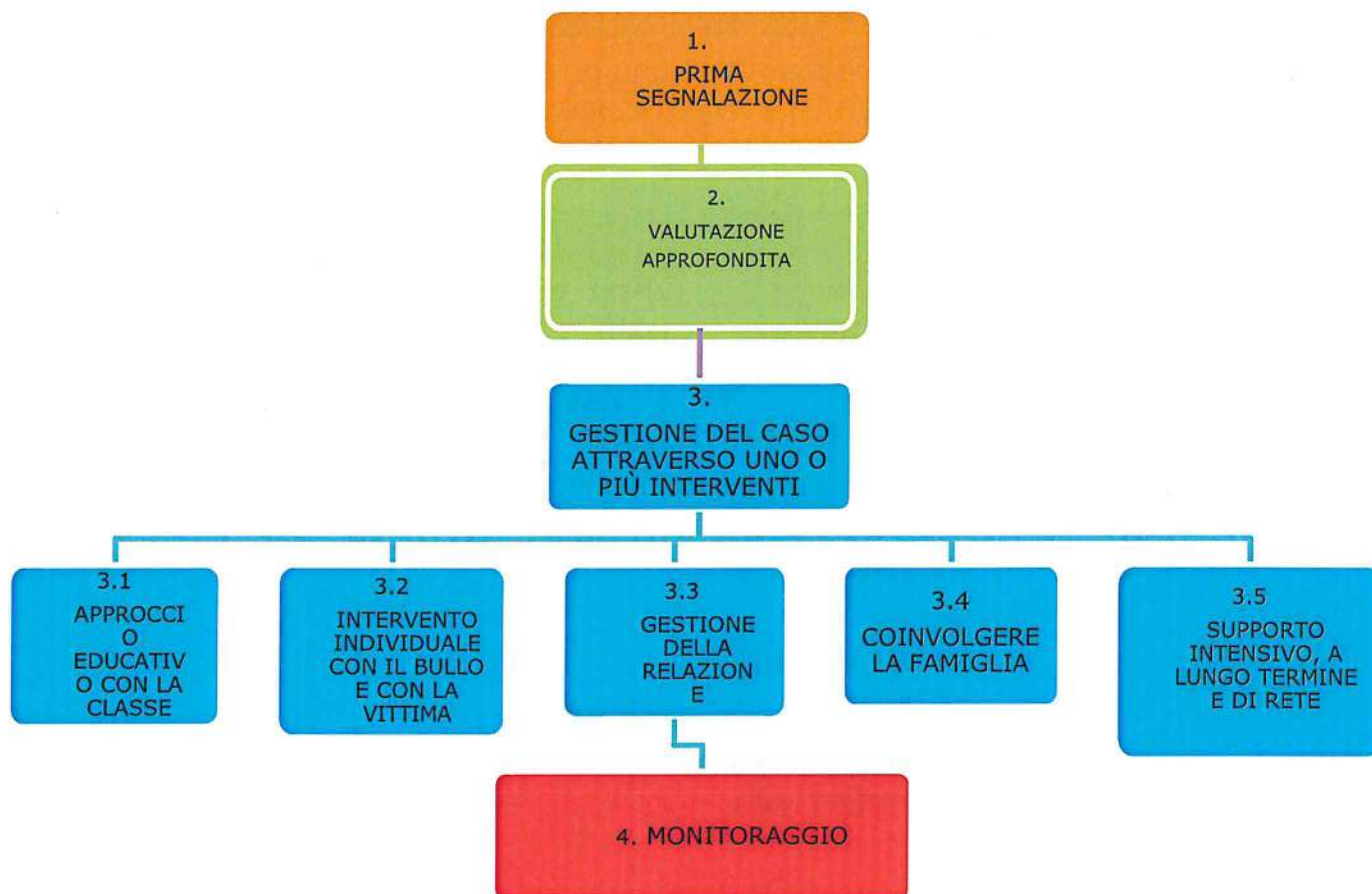 1.
PRIMA
SEGNALAZIONE
2.
VALUTAZIONE
APPROFONDITA
3.
GESTIONE DEL CASO
ATTRAVERSO UNO O
PIÙ INTERVENTI
3.1
APPROCCI
O
EDUCATIV
O CON LA
CLASSE
3.2
INTERVENTO
INDIVIDUALE
CON IL BULLO
E CON LA
VITTIMA
3.3
GESTIONE
DELLA
RELAZION
E
3.4
COINVOLGERE
LA FAMIGLIA
3.5
SUPPORTO
INTENSIVO, A
LUNGO TERMINE
E DI RETE
4. MONITORAGGIO